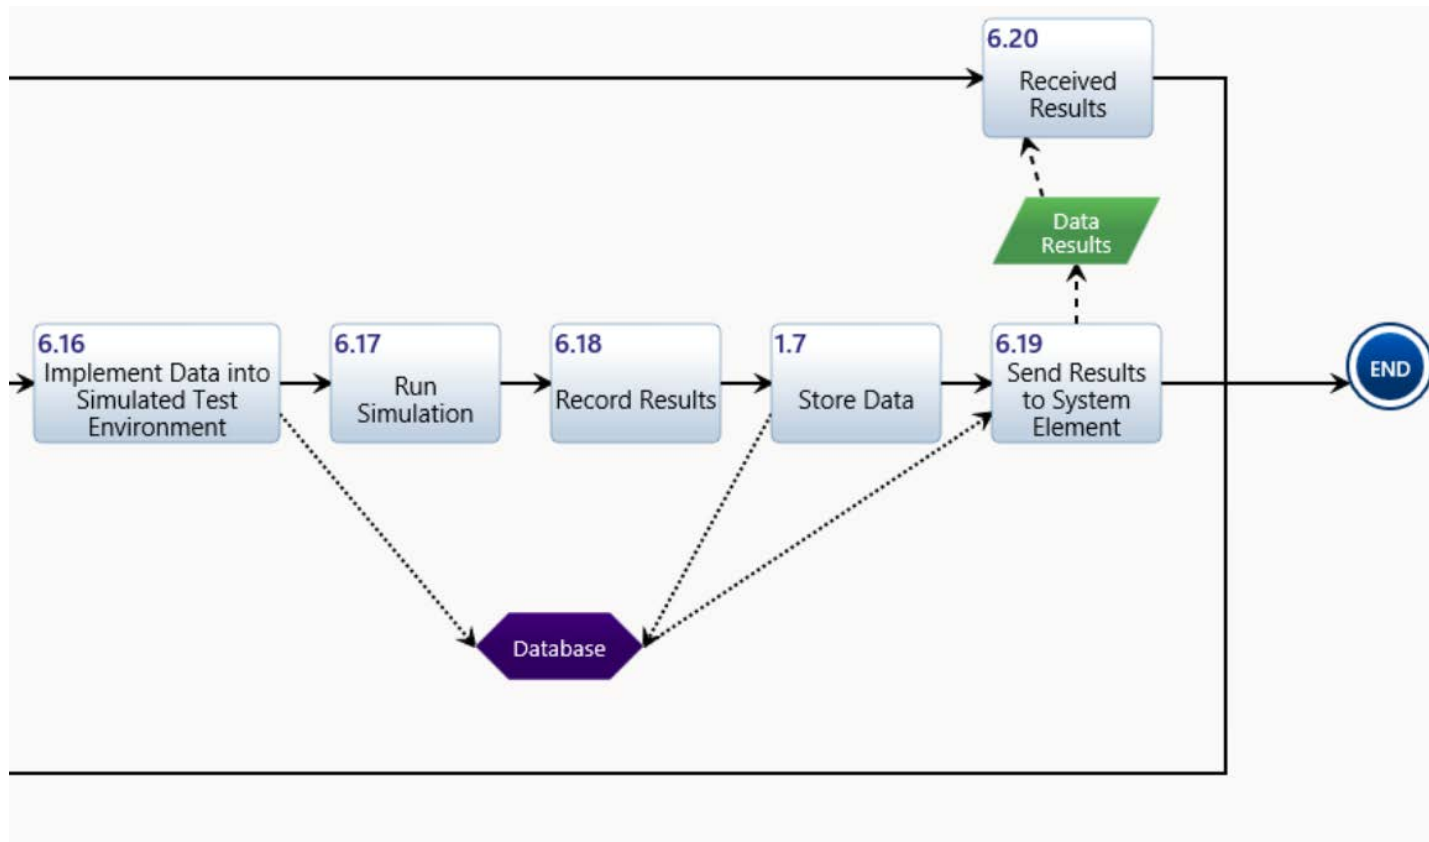 6.20
Received
Results
Data
Results
6.16
Implement Data into
Simulated Test
Environment
6.17
Run
Simulation
6.18
Record Results
1.7
Store Data
6.19
Send Results
to System
Element
END
Database